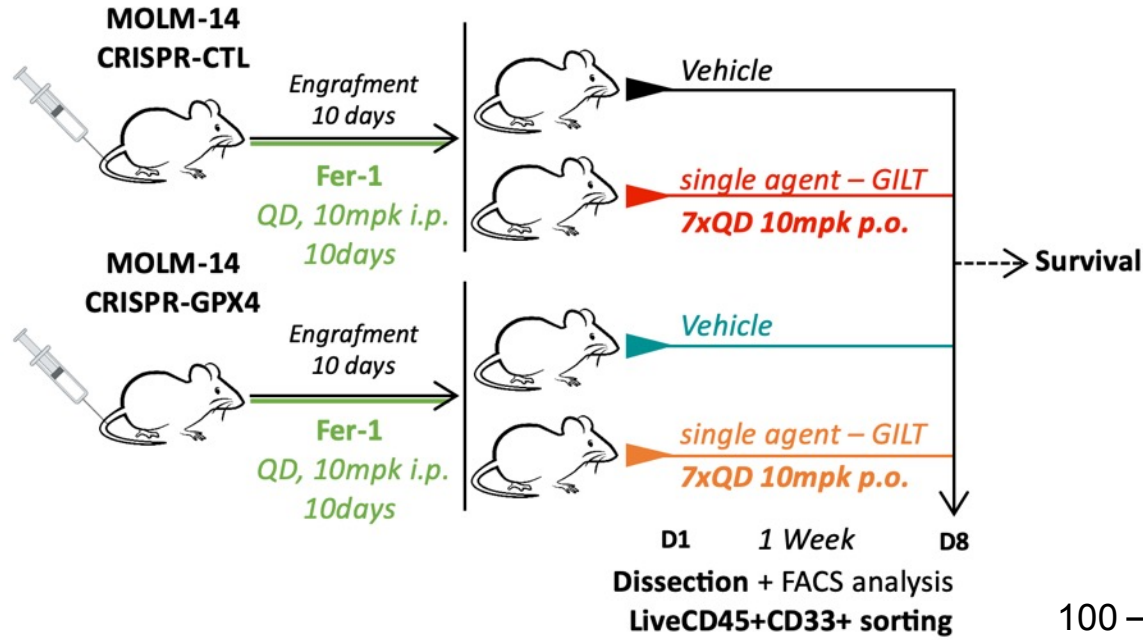 MOLM-14
CRISPR-CTL
Engrafment
10 days
Fer-1
QD, 10mpk i.p.
10days
Vehicle
single agent – GILT
7xQD 10mpk p.o.
MOLM-14
CRISPR-GPX4
Engrafment
10 days
Fer-1
QD, 10mpk i.p.
10days
Vehicle
single agent – GILT
7xQD 10mpk p.o.
Survival
D1 1 Week D8
Dissection + FACS analysis
LiveCD45+CD33+ sorting
100 –